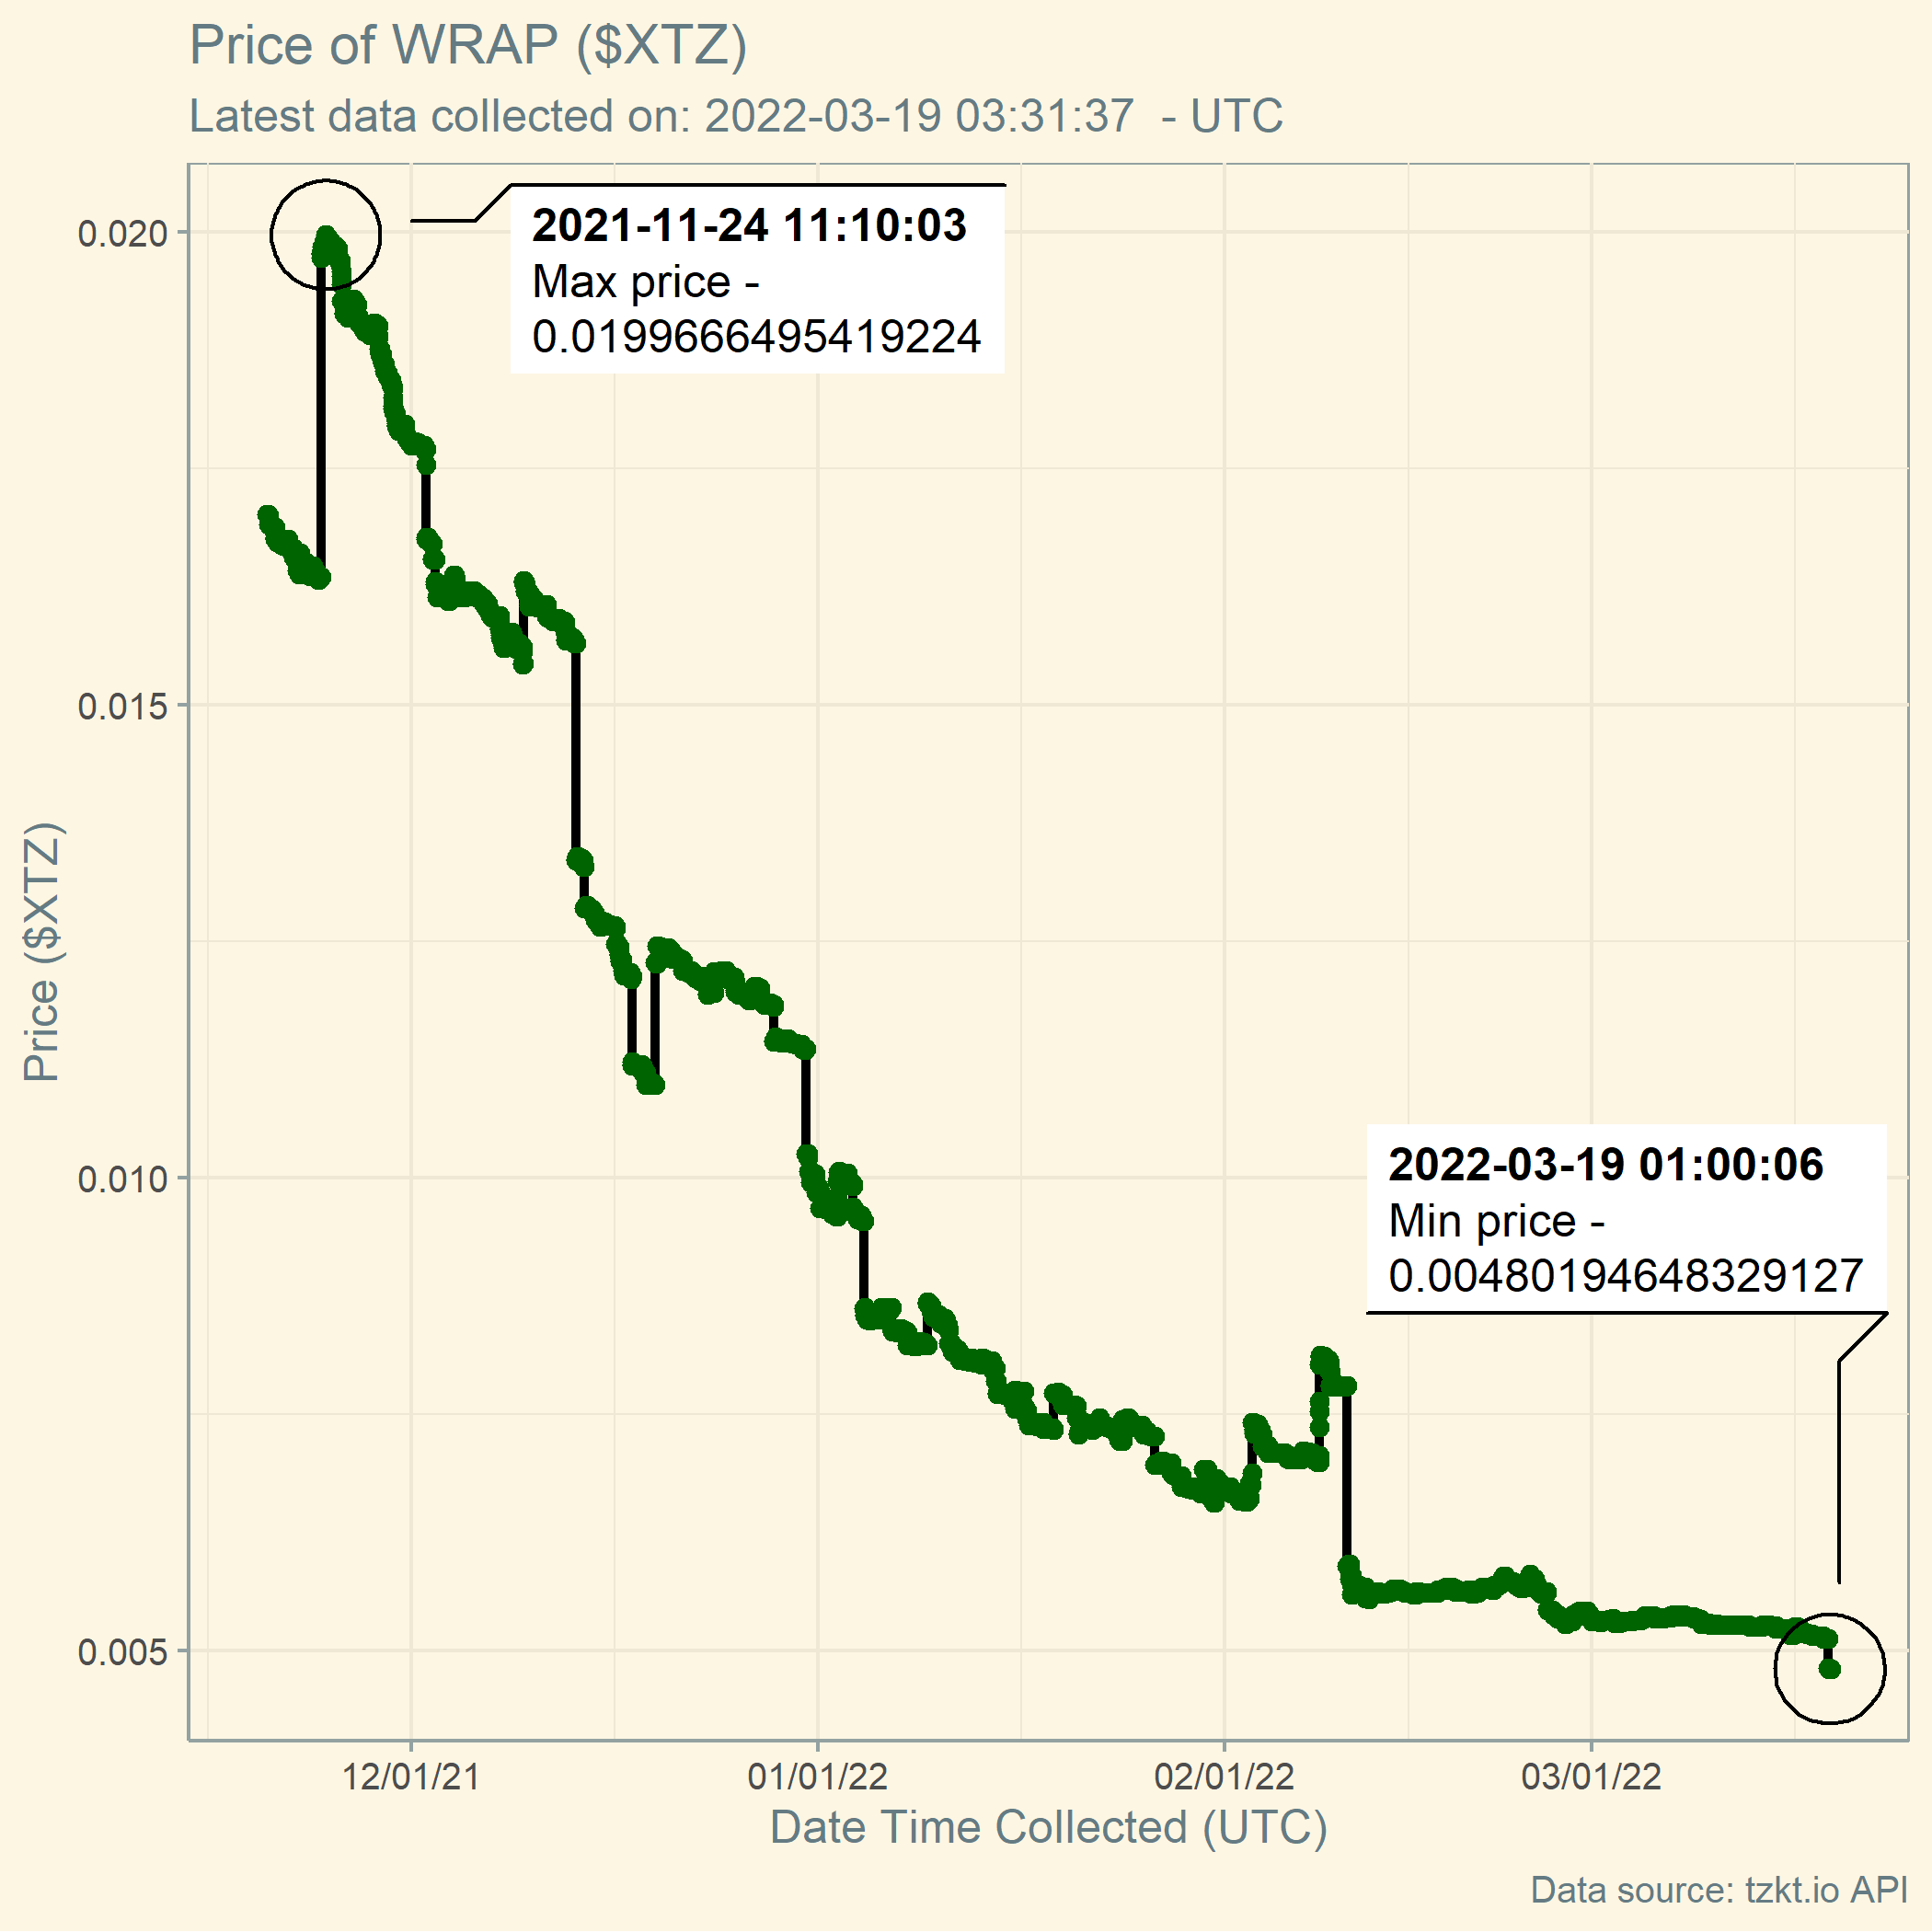 Price of WRAP ($XTZ)
Latest data collected on: 2022-03-19 03:31:37  - UTC
2021-11-24 11:10:03
Max price -
0.01996664954​19224
2022-03-19 01:00:06
Min price -
0.00480194648329127
Price ($XTZ)
0.020
0.015
0.010
0.005
12/01/21
01/01/22
02/01/22
03/01/22
Date Time Collected (UTC)
Data source: tzkt.io API